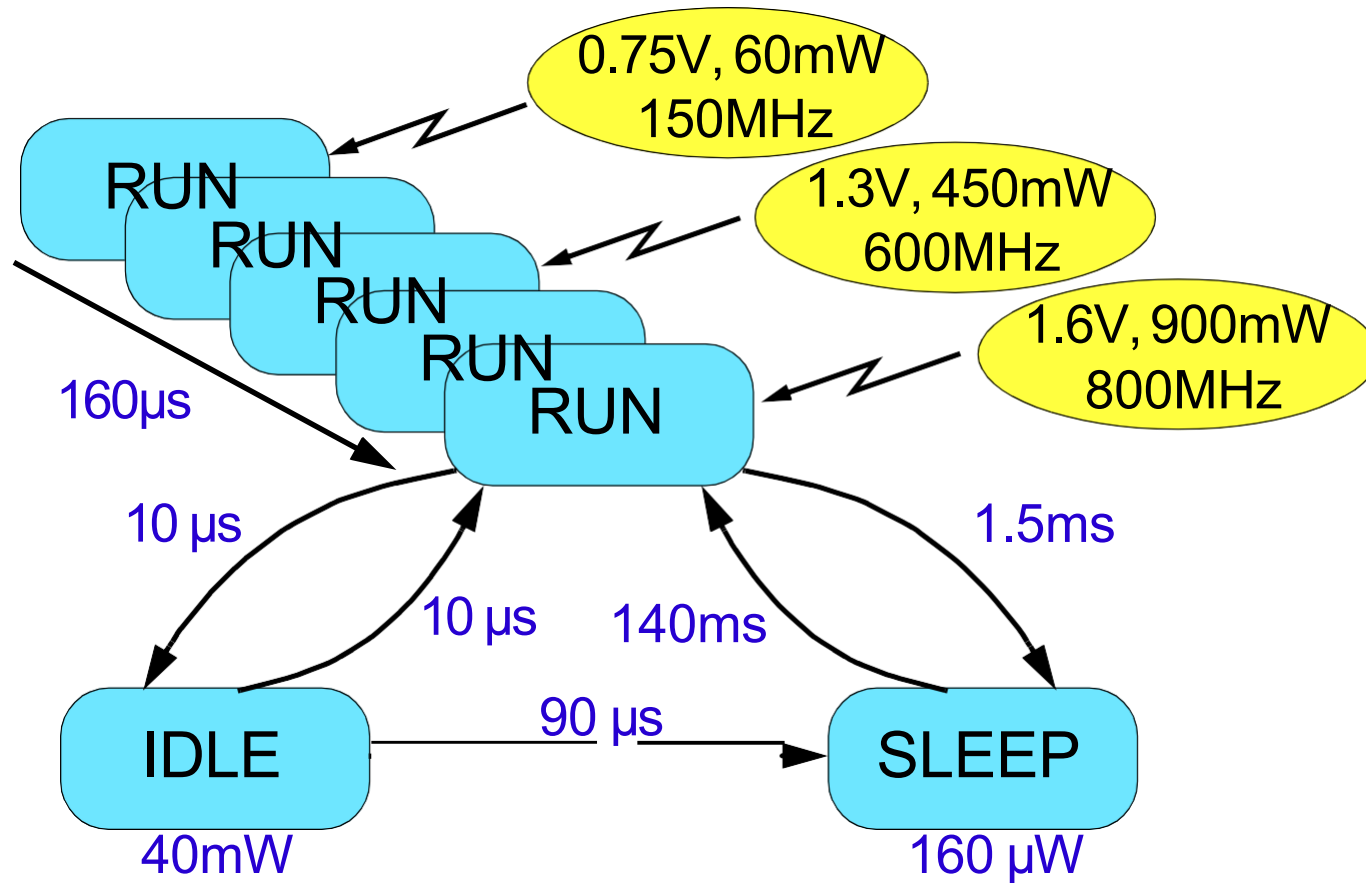 0.75V, 60mW
150MHz
RUN
1.3V, 450mW
600MHz
RUN
RUN
1.6V, 900mW
800MHz
RUN
RUN
160µs
10 µs
1.5ms
10 µs
140ms
90 µs
IDLE
SLEEP
40mW
160 µW